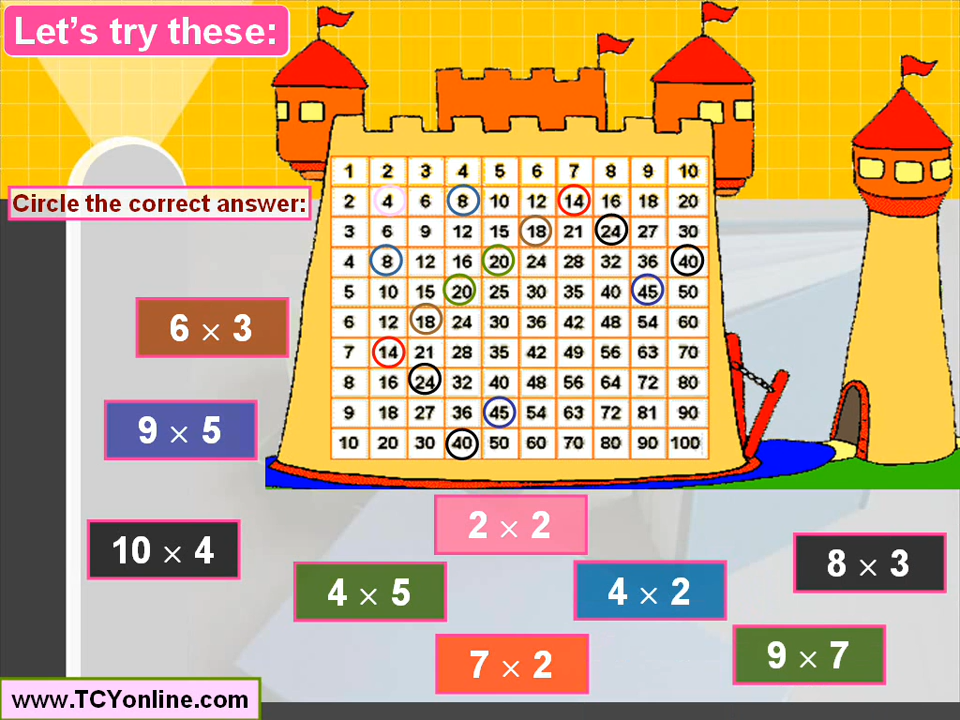 Let's try these:
Circle the correct answer:
1 2 3 4 5 6 7 8 9 10
2 4 6 8 10 12 14 16 18 20
3 6 9 12 15 18 21 24 27 30
4 8 12 16 20 24 28 32 36 40
5 10 15 20 25 30 35 40 45 50
6 12 18 24 30 36 42 48 54 60
7 14 21 28 35 42 49 56 63 70
8 16 24 32 40 48 56 64 72 80
9 18 27 36 45 54 63 72 81 90
10 20 30 40 50 60 70 80 90 100
6 × 3
9 × 5
10 × 4
2 × 2
8 × 3
4 × 5
4 × 2
7 × 2
9 × 7
www.TCYonline.com